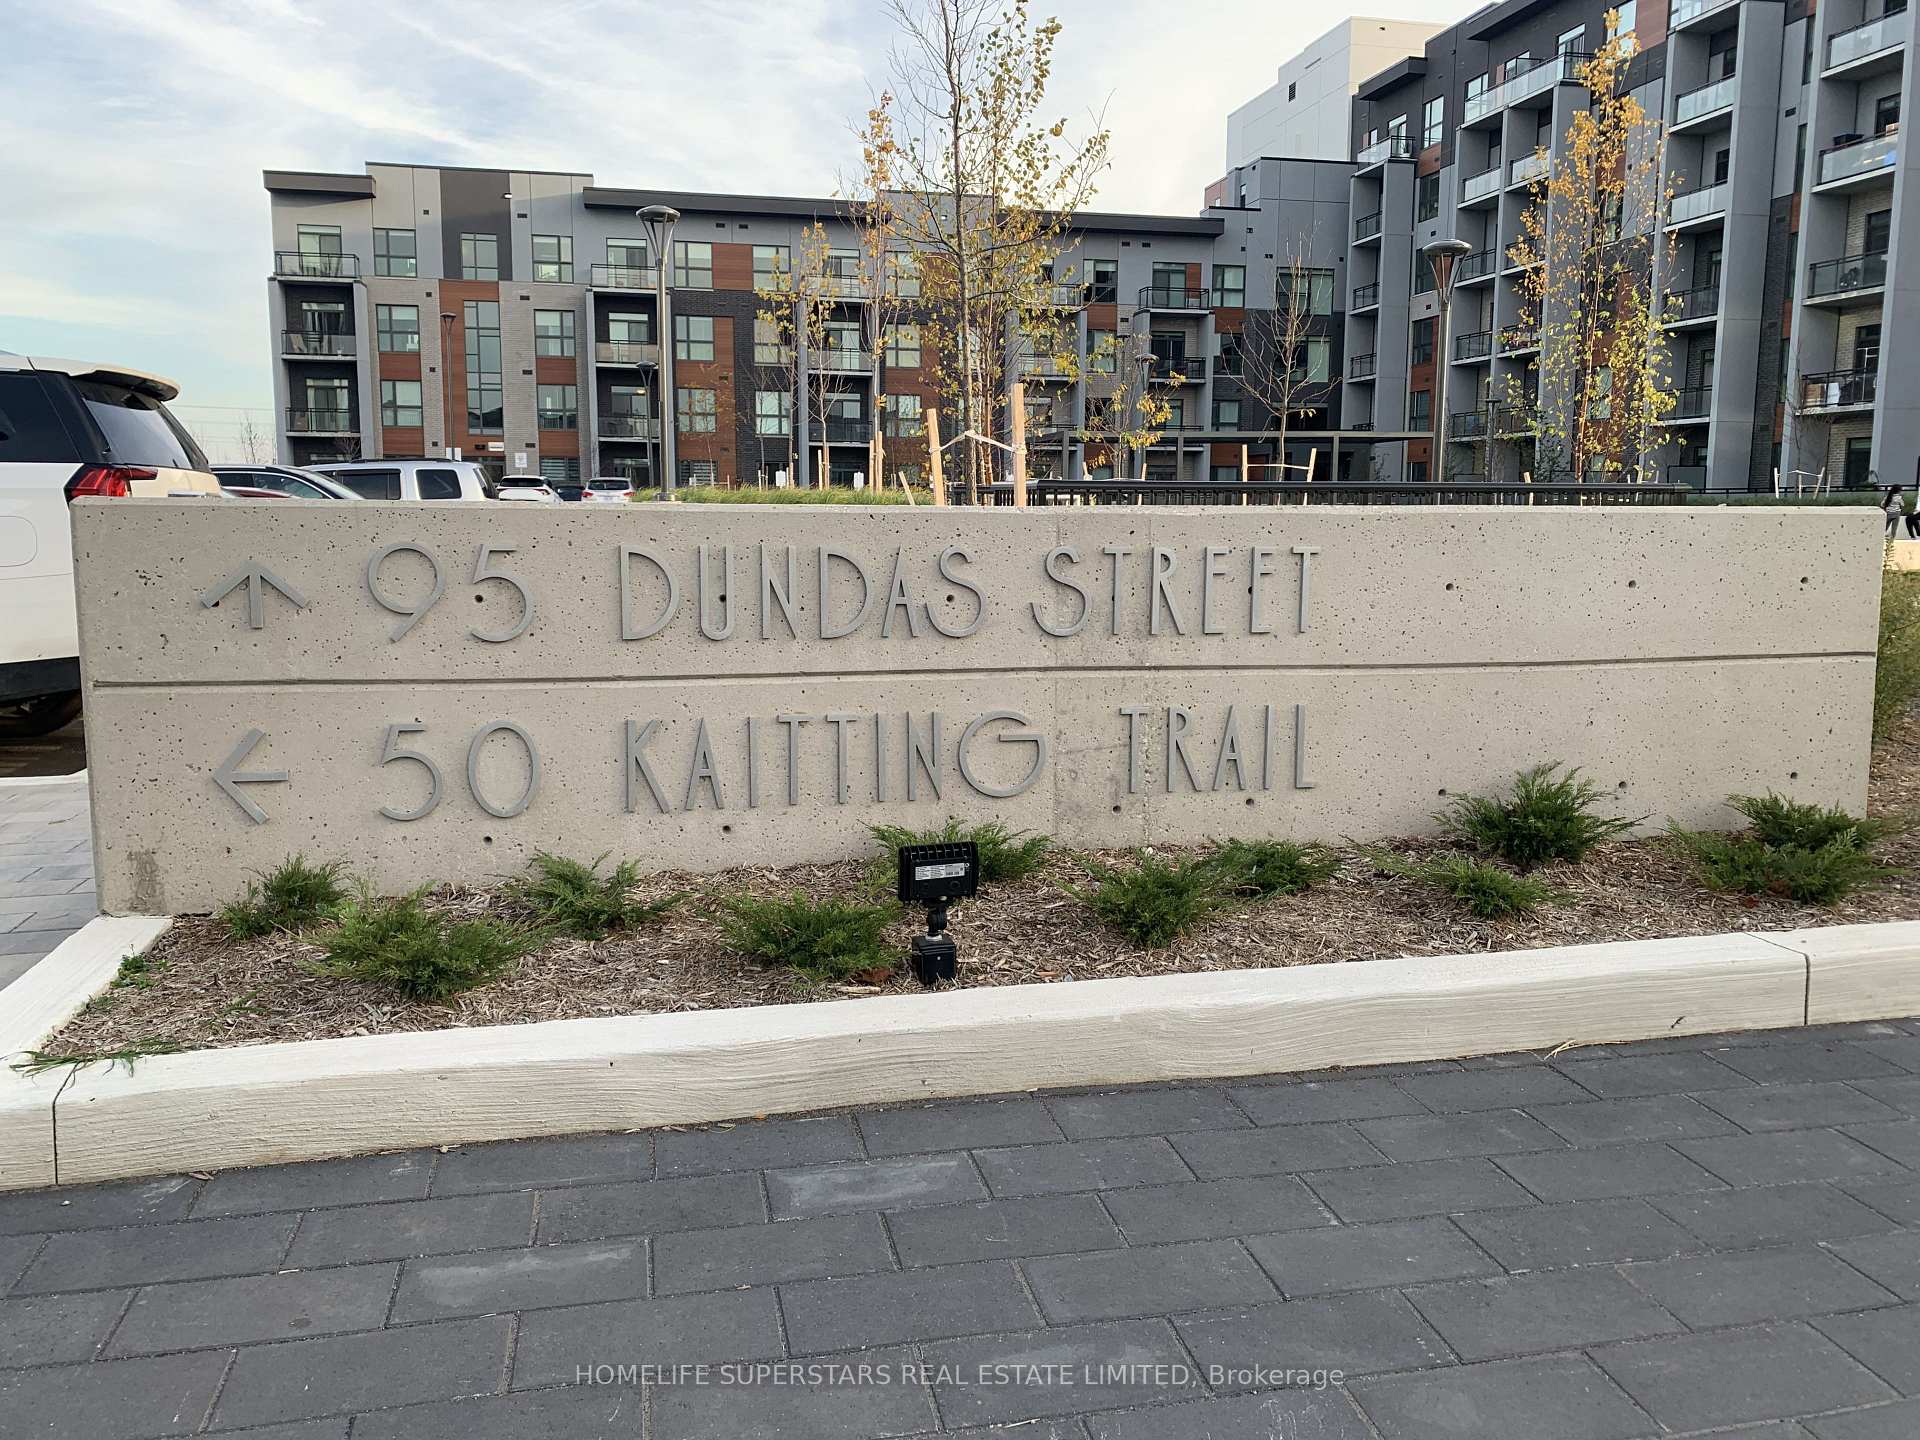 ↑ 95 DUNDAS STREET
← 50 KAITTING TRAIL
HOMELIFE SUPERSTARS REAL ESTATE LIMITED, Brokerage